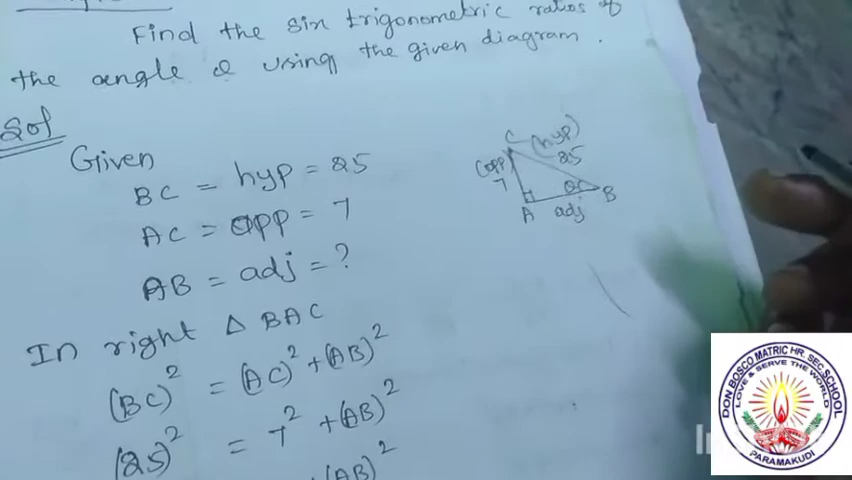 Find the six trigonometric ratios of
the angle θ using the given diagram.
Sol
Given
BC = hyp = 25
AC = opp = 7
AB = adj = ?
C (hyp)
(opp) 25
7 θ B
A adj
In right Δ BAC
(BC)² = (AC)² + (AB)²
(25)² = 7² + (AB)²
+ (AB)²
DON BOSCO MATRIC HR. SEC SCHOOL
LOVE & SERVE THE WORLD
PARAMAKUDI